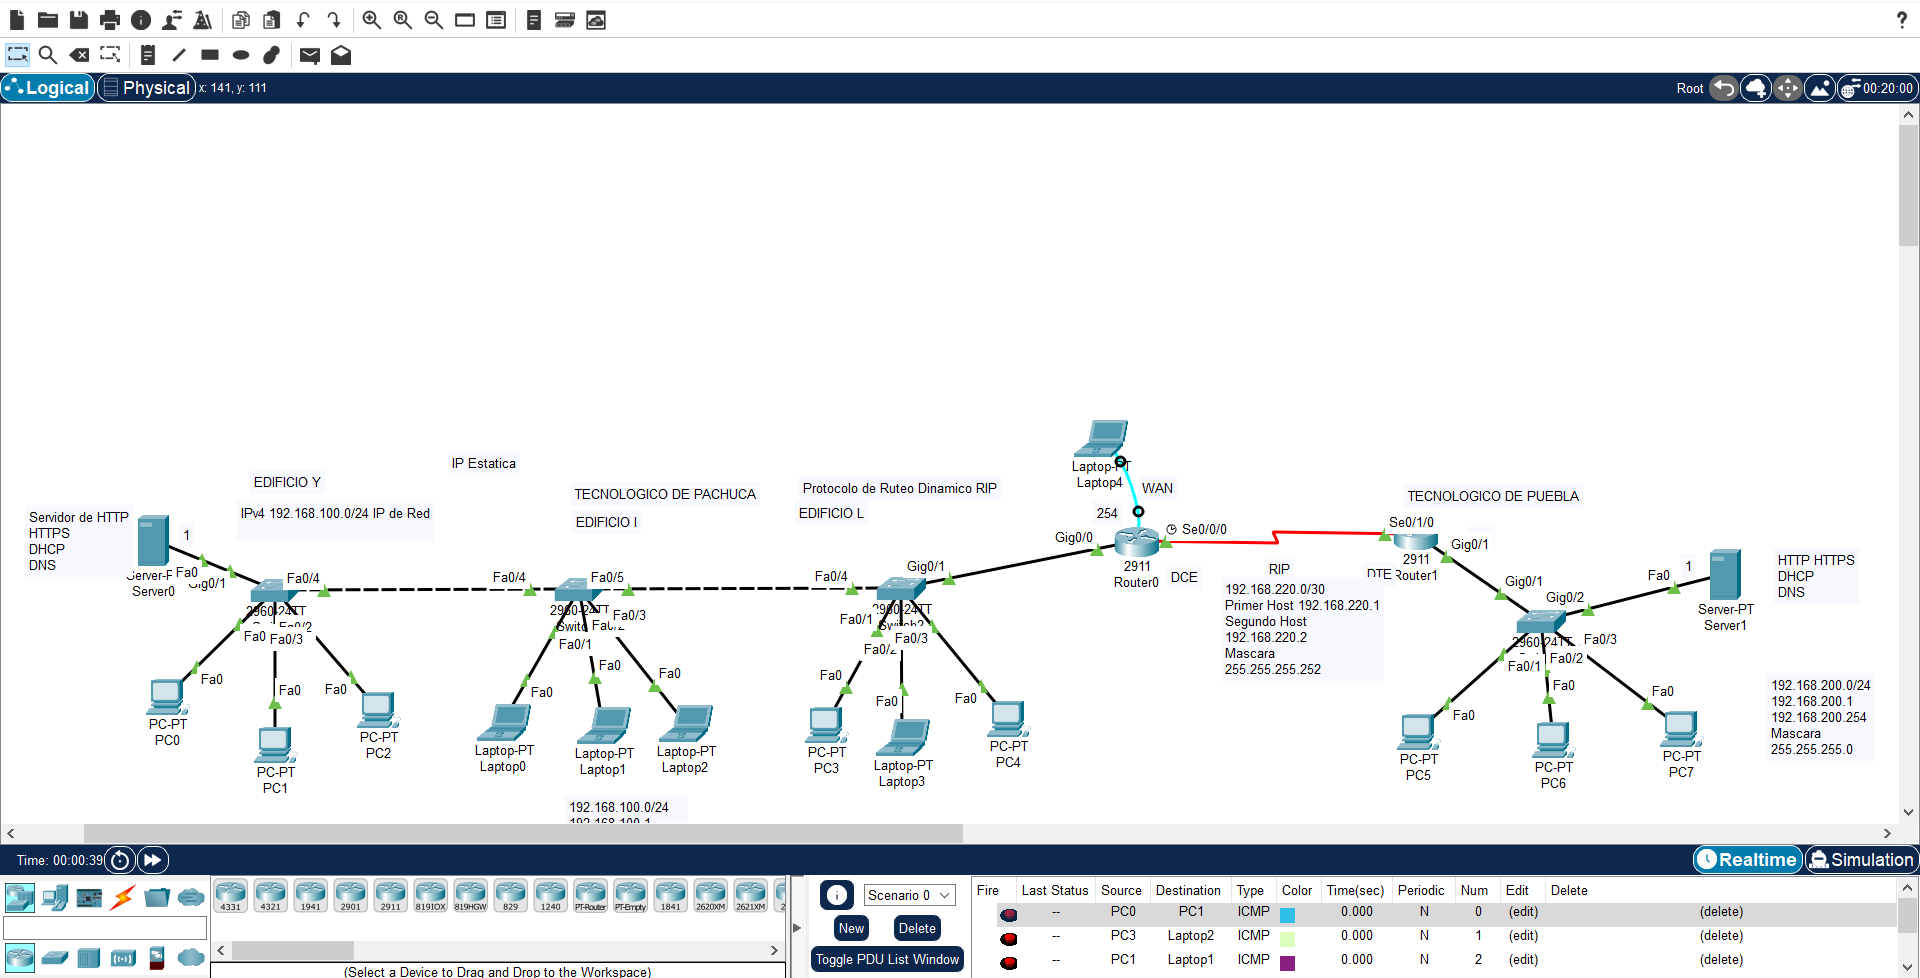 ?
Logical
Physical
x: 141, y: 111
Root
00:20:00
IP Estatica
EDIFICIO Y
IPv4 192.168.100.0/24 IP de Red
Servidor de HTTP
HTTPS
DHCP
DNS
1
Fa0
Gig0/1
Server0
Fa0/4
2960-24TT
Fa0/2
Fa0
Fa0/3
Fa0
Fa0
Fa0
PC-PT
PC0
PC-PT
PC1
PC-PT
PC2
TECNOLOGICO DE PACHUCA
EDIFICIO I
Fa0/4
Fa0/5
2960-24TT
Fa0/3
Fa0/1
Fa0
Fa0
Fa0
Laptop-PT
Laptop0
Laptop-PT
Laptop1
Laptop-PT
Laptop2
192.168.100.0/24
192.168.100.1
Protocolo de Ruteo Dinamico RIP
EDIFICIO L
Fa0/4
Gig0/1
2960-24TT
Fa0/1
Fa0/3
Fa0/2
Fa0
Fa0
Fa0
PC-PT
PC3
Laptop-PT
Laptop3
PC-PT
PC4
Laptop-PT
Laptop4
WAN
254
Gig0/0
Se0/0/0
2911
Router0
DCE
RIP
192.168.220.0/30
Primer Host 192.168.220.1
Segundo Host
192.168.220.2
Mascara
255.255.255.252
TECNOLOGICO DE PUEBLA
Se0/1/0
Gig0/1
2911
Router1
DTE
Gig0/1
Gig0/2
Fa0
1
Server-PT
Server1
HTTP HTTPS
DHCP
DNS
2960-24TT
Fa0/3
Fa0/1
Fa0/2
Fa0
Fa0
Fa0
PC-PT
PC5
PC-PT
PC6
PC-PT
PC7
192.168.200.0/24
192.168.200.1
192.168.200.254
Mascara
255.255.255.0
Time: 00:00:39
Realtime
Simulation
4331 4321 1941 2901 2911 819IOX 819HGW 829 1240 PT-Router PT-Empty 1841 2620XM 2621XM
(Select a Device to Drag and Drop to the Workspace)
Scenario 0
New
Delete
Toggle PDU List Window
Fire Last Status Source Destination Type Color Time(sec) Periodic Num Edit Delete
-- PC0 PC1 ICMP 0.000 N 0 (edit) (delete)
-- PC3 Laptop2 ICMP 0.000 N 1 (edit) (delete)
-- PC1 Laptop1 ICMP 0.000 N 2 (edit) (delete)